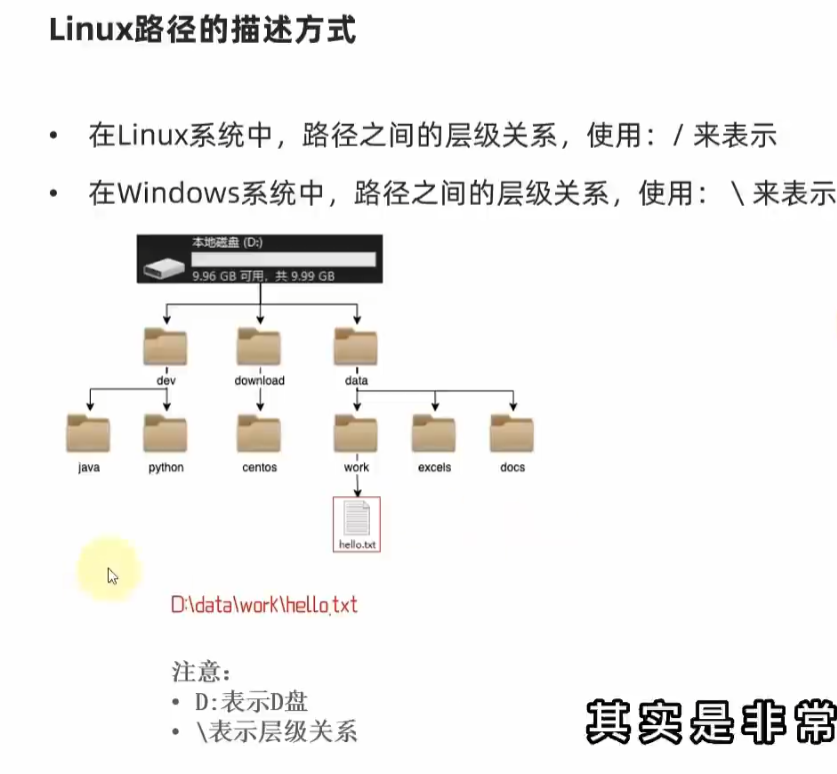 Linux路径的描述方式
• 在Linux系统中，路径之间的层级关系，使用：/ 来表示
• 在Windows系统中，路径之间的层级关系，使用： \ 来表示
本地磁盘 (D:)
9.96 GB 可用，共 9.99 GB
dev download data
java python centos work excels docs
hello.txt
D:\data\work\hello.txt
注意：
• D:表示D盘
• \表示层级关系
其实是非常